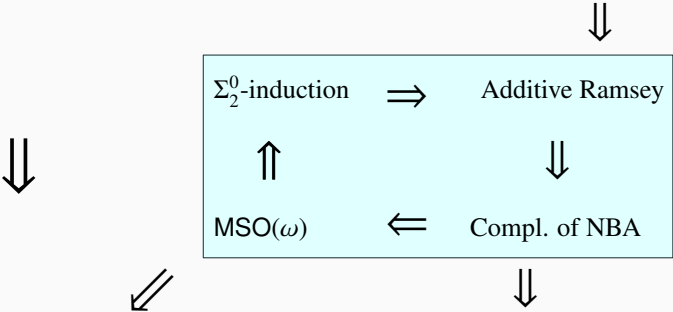 ⇓
Σ⁰₂-induction ⇒ Additive Ramsey
⇓ ⇑ ⇓
MSO(ω) ⇐ Compl. of NBA
⇙ ⇓